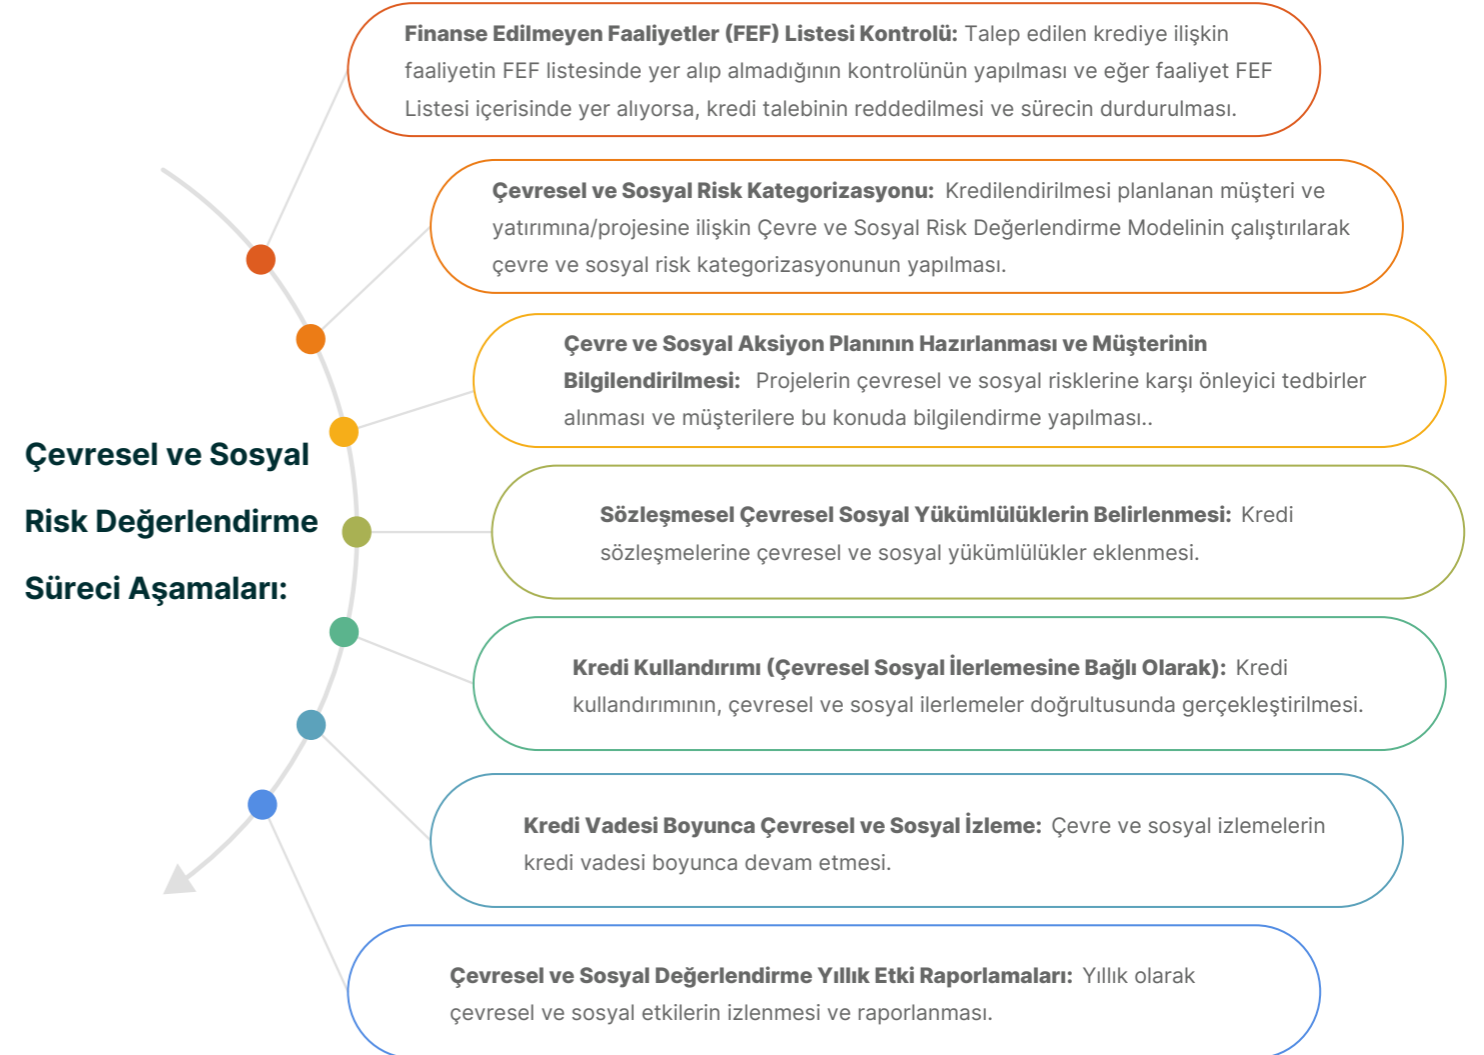 Finanse Edilmeyen Faaliyetler (FEF) Listesi Kontrolü: Talep edilen krediye ilişkin
faaliyetin FEF listesinde yer alıp almadığının kontrolünün yapılması ve eğer faaliyet FEF
Listesi içerisinde yer alıyorsa, kredi talebinin reddedilmesi ve sürecin durdurulması.
Çevresel ve Sosyal Risk Kategorizasyonu: Kredilendirilmesi planlanan müşteri ve
yatırımına/projesine ilişkin Çevre ve Sosyal Risk Değerlendirme Modelinin çalıştırılarak
çevre ve sosyal risk kategorizasyonunun yapılması.
Çevre ve Sosyal Aksiyon Planının Hazırlanması ve Müşterinin
Bilgilendirilmesi: Projelerin çevresel ve sosyal risklerine karşı önleyici tedbirler
alınması ve müşterilere bu konuda bilgilendirme yapılması..
Çevresel ve Sosyal
Risk Değerlendirme
Süreci Aşamaları:
Sözleşmesel Çevresel Sosyal Yükümlülüklerin Belirlenmesi: Kredi
sözleşmelerine çevresel ve sosyal yükümlülükler eklenmesi.
Kredi Kullandırımı (Çevresel Sosyal İlerlemesine Bağlı Olarak): Kredi
kullandırımının, çevresel ve sosyal ilerlemeler doğrultusunda gerçekleştirilmesi.
Kredi Vadesi Boyunca Çevresel ve Sosyal İzleme: Çevre ve sosyal izlemelerin
kredi vadesi boyunca devam etmesi.
Çevresel ve Sosyal Değerlendirme Yıllık Etki Raporlamaları: Yıllık olarak
çevresel ve sosyal etkilerin izlenmesi ve raporlanması.